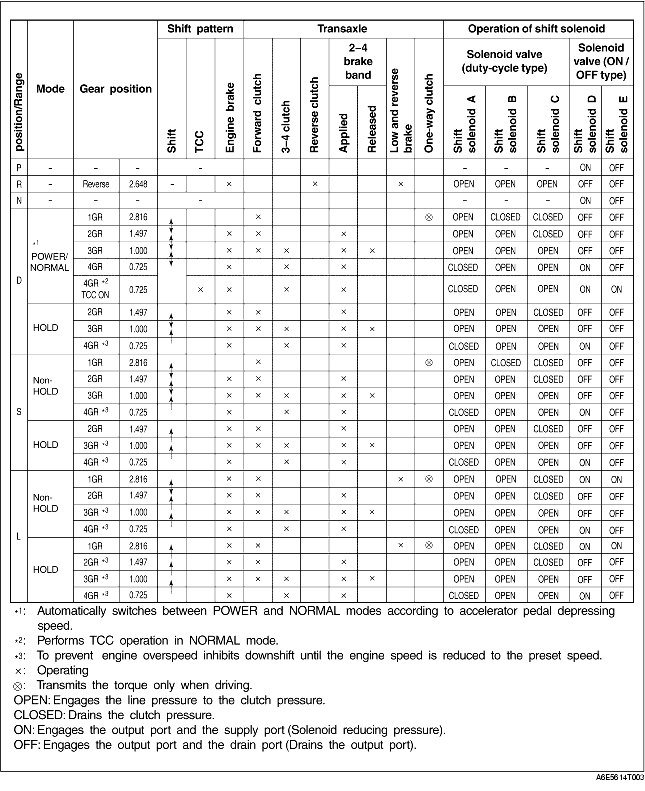 Shift pattern Transaxle Operation of shift solenoid
position/Range Mode Gear position Shift TCC Engine brake Forward clutch 3–4 clutch Reverse clutch 2–4 brake band Applied Released Low and reverse brake One-way clutch Solenoid valve (duty-cycle type) Shift solenoid A Shift solenoid B Shift solenoid C Solenoid valve (ON / OFF type) Shift solenoid D Shift solenoid E
P – – – – – – ON OFF
R – Reverse 2.648 – × × × OPEN OPEN OPEN OFF OFF
N – – – – – – – ON OFF
D *1 POWER/ NORMAL 1GR 2.816 × ⊗ OPEN CLOSED CLOSED OFF OFF
2GR 1.497 × × × OPEN OPEN CLOSED OFF OFF
3GR 1.000 × × × × × OPEN OPEN OPEN OFF OFF
4GR 0.725 × × × CLOSED OPEN OPEN ON OFF
4GR *2 TCC ON 0.725 × × × × CLOSED OPEN OPEN ON ON
HOLD 2GR 1.497 × × × OPEN OPEN CLOSED OFF OFF
3GR 1.000 × × × × × OPEN OPEN OPEN OFF OFF
4GR *3 0.725 × × × CLOSED OPEN OPEN ON OFF
S Non-HOLD 1GR 2.816 × ⊗ OPEN CLOSED CLOSED OFF OFF
2GR 1.497 × × × OPEN OPEN CLOSED OFF OFF
3GR 1.000 × × × × × OPEN OPEN OPEN OFF OFF
4GR *3 0.725 × × × CLOSED OPEN OPEN ON OFF
HOLD 2GR 1.497 × × × OPEN OPEN CLOSED OFF OFF
3GR *3 1.000 × × × × × OPEN OPEN OPEN OFF OFF
4GR *3 0.725 × × × CLOSED OPEN OPEN ON OFF
L Non-HOLD 1GR 2.816 × × × ⊗ OPEN OPEN CLOSED ON ON
2GR 1.497 × × × OPEN OPEN CLOSED OFF OFF
3GR *3 1.000 × × × × × OPEN OPEN OPEN OFF OFF
4GR *3 0.725 × × × CLOSED OPEN OPEN ON OFF
HOLD 1GR 2.816 × × × ⊗ OPEN OPEN CLOSED ON ON
2GR *3 1.497 × × × OPEN OPEN CLOSED OFF OFF
3GR *3 1.000 × × × × × OPEN OPEN OPEN OFF OFF
4GR *3 0.725 × × × CLOSED OPEN OPEN ON OFF
*1: Automatically switches between POWER and NORMAL modes according to accelerator pedal depressing
speed.
*2: Performs TCC operation in NORMAL mode.
*3: To prevent engine overspeed inhibits downshift until the engine speed is reduced to the preset speed.
×: Operating
⊗: Transmits the torque only when driving.
OPEN: Engages the line pressure to the clutch pressure.
CLOSED: Drains the clutch pressure.
ON: Engages the output port and the supply port (Solenoid reducing pressure).
OFF: Engages the output port and the drain port (Drains the output port).
A6E5614T003